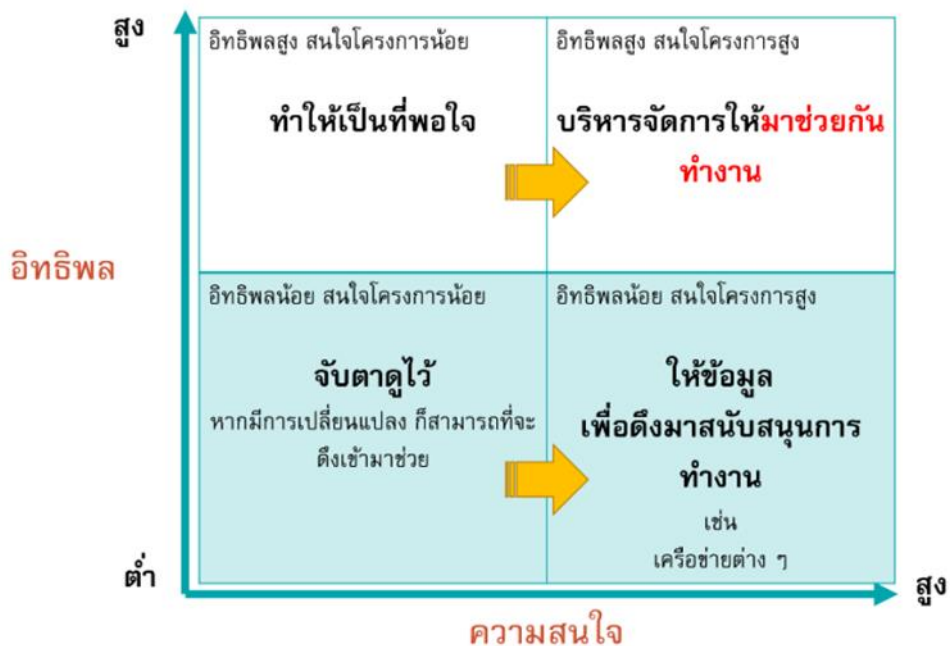 สูง
อิทธิพลสูง สนใจโครงการน้อย
ทำให้เป็นที่พอใจ
อิทธิพลสูง สนใจโครงการสูง
บริหารจัดการให้มาช่วยกัน
ทำงาน
อิทธิพล
อิทธิพลน้อย สนใจโครงการน้อย
จับตาดูไว้
หากมีการเปลี่ยนแปลง ก็สามารถที่จะ
ดึงเข้ามาช่วย
อิทธิพลน้อย สนใจโครงการสูง
ให้ข้อมูล
เพื่อดึงมาสนับสนุนการ
ทำงาน
เช่น
เครือข่ายต่าง ๆ
ต่ำ
สูง
ความสนใจ